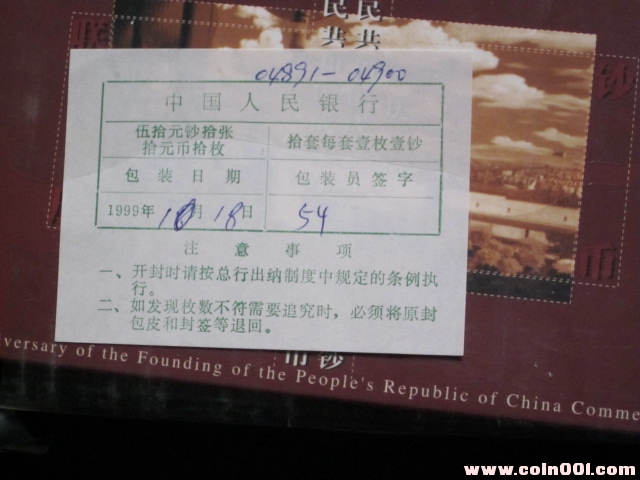 联
民共
民共
钞
04891-04900
中国人民银行
伍拾元钞拾张
拾元币拾枚
拾套每套壹枚壹钞
包装日期
包装员签字
1999年10月18日
54
币
注意事项
一、开封时请按总行出纳制度中规定的条例执
行。
二、如发现枚数不符需要追究时，必须将原封
包皮和封签等退回。
币 钞
versary of the Founding of the People's Republic of China Comme
www.coin001.com